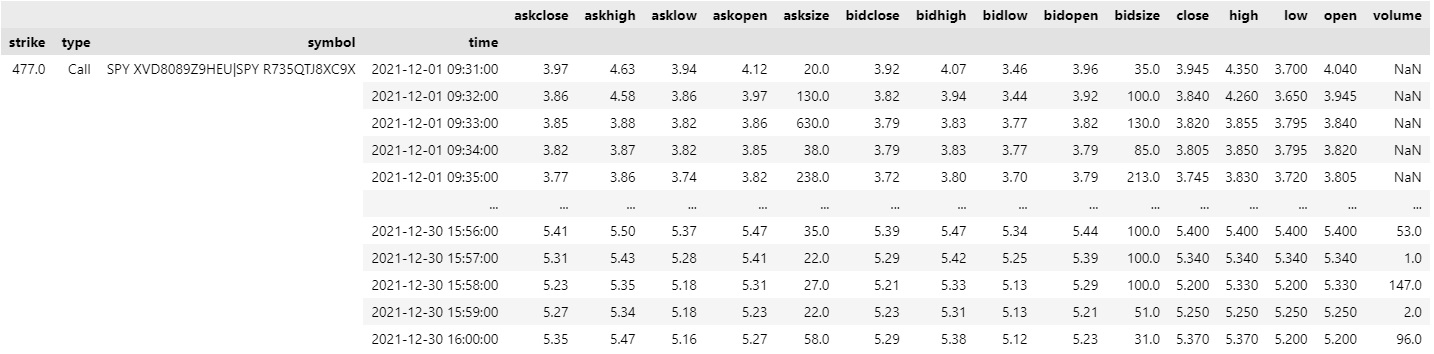 askclose askhigh asklow askopen asksize bidclose bidhigh bidlow bidopen bidsize close high low open volume
strike type symbol time
477.0 Call SPY XVD8089Z9HEU|SPY R735QTJ8XC9X 2021-12-01 09:31:00 3.97 4.63 3.94 4.12 20.0 3.92 4.07 3.46 3.96 35.0 3.945 4.350 3.700 4.040 NaN
2021-12-01 09:32:00 3.86 4.58 3.86 3.97 130.0 3.82 3.94 3.44 3.92 100.0 3.840 4.260 3.650 3.945 NaN
2021-12-01 09:33:00 3.85 3.88 3.82 3.86 630.0 3.79 3.83 3.77 3.82 130.0 3.820 3.855 3.795 3.840 NaN
2021-12-01 09:34:00 3.82 3.87 3.82 3.85 38.0 3.79 3.83 3.77 3.79 85.0 3.805 3.850 3.795 3.820 NaN
2021-12-01 09:35:00 3.77 3.86 3.74 3.82 238.0 3.72 3.80 3.70 3.79 213.0 3.745 3.830 3.720 3.805 NaN
... ... ... ... ... ... ... ... ... ... ... ... ... ... ... ...
2021-12-30 15:56:00 5.41 5.50 5.37 5.47 35.0 5.39 5.47 5.34 5.44 100.0 5.400 5.400 5.400 5.400 53.0
2021-12-30 15:57:00 5.31 5.43 5.28 5.41 22.0 5.29 5.42 5.25 5.39 100.0 5.340 5.340 5.340 5.340 1.0
2021-12-30 15:58:00 5.23 5.35 5.18 5.31 27.0 5.21 5.33 5.13 5.29 100.0 5.200 5.330 5.200 5.330 147.0
2021-12-30 15:59:00 5.27 5.34 5.18 5.23 22.0 5.23 5.31 5.13 5.21 51.0 5.250 5.250 5.250 5.250 2.0
2021-12-30 16:00:00 5.35 5.47 5.16 5.27 58.0 5.29 5.38 5.12 5.23 31.0 5.370 5.370 5.200 5.200 96.0